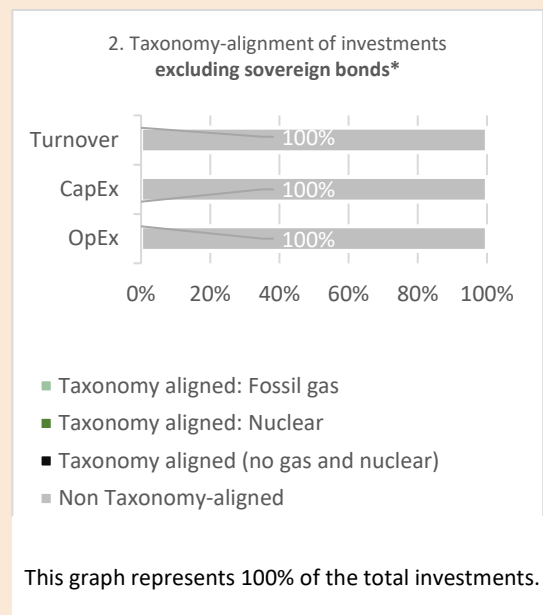 2. Taxonomy-alignment of investments
excluding sovereign bonds*
Turnover
100%
CapEx
100%
OpEx
100%
0% 20% 40% 60% 80% 100%
Taxonomy aligned: Fossil gas
Taxonomy aligned: Nuclear
Taxonomy aligned (no gas and nuclear)
Non Taxonomy-aligned
This graph represents 100% of the total investments.